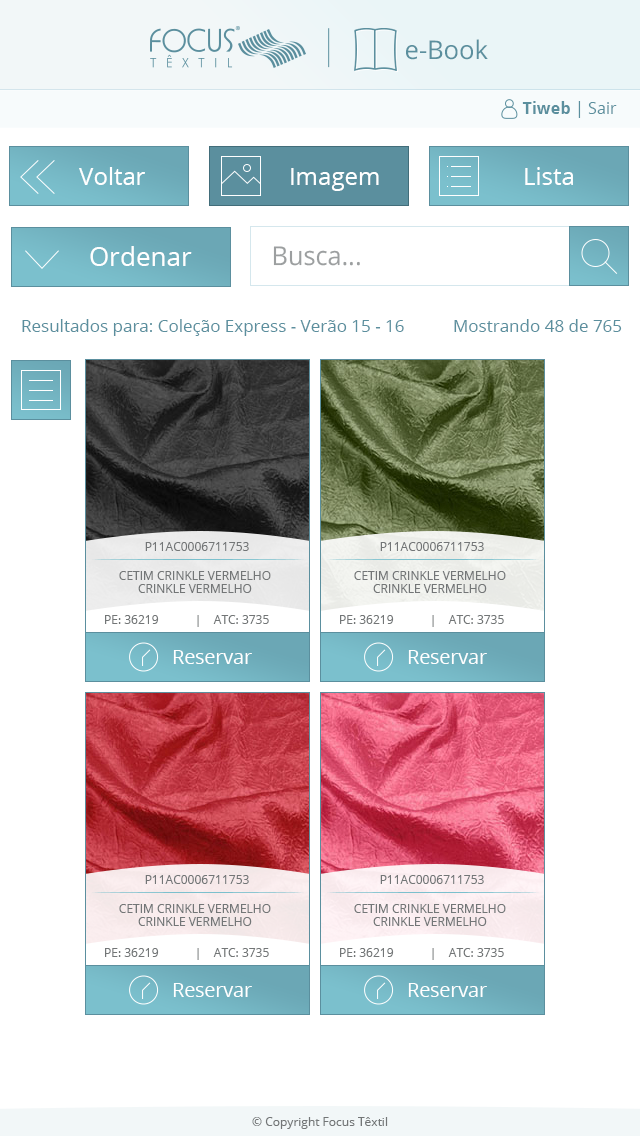 FOCUS®
TÊXTIL
e-Book
Tiweb | Sair
Voltar
Imagem
Lista
Ordenar
Busca...
Resultados para: Coleção Express - Verão 15 - 16
Mostrando 48 de 765
P11AC0006711753
CETIM CRINKLE VERMELHO
CRINKLE VERMELHO
PE: 36219 | ATC: 3735
Reservar
P11AC0006711753
CETIM CRINKLE VERMELHO
CRINKLE VERMELHO
PE: 36219 | ATC: 3735
Reservar
P11AC0006711753
CETIM CRINKLE VERMELHO
CRINKLE VERMELHO
PE: 36219 | ATC: 3735
Reservar
P11AC0006711753
CETIM CRINKLE VERMELHO
CRINKLE VERMELHO
PE: 36219 | ATC: 3735
Reservar
© Copyright Focus Têxtil